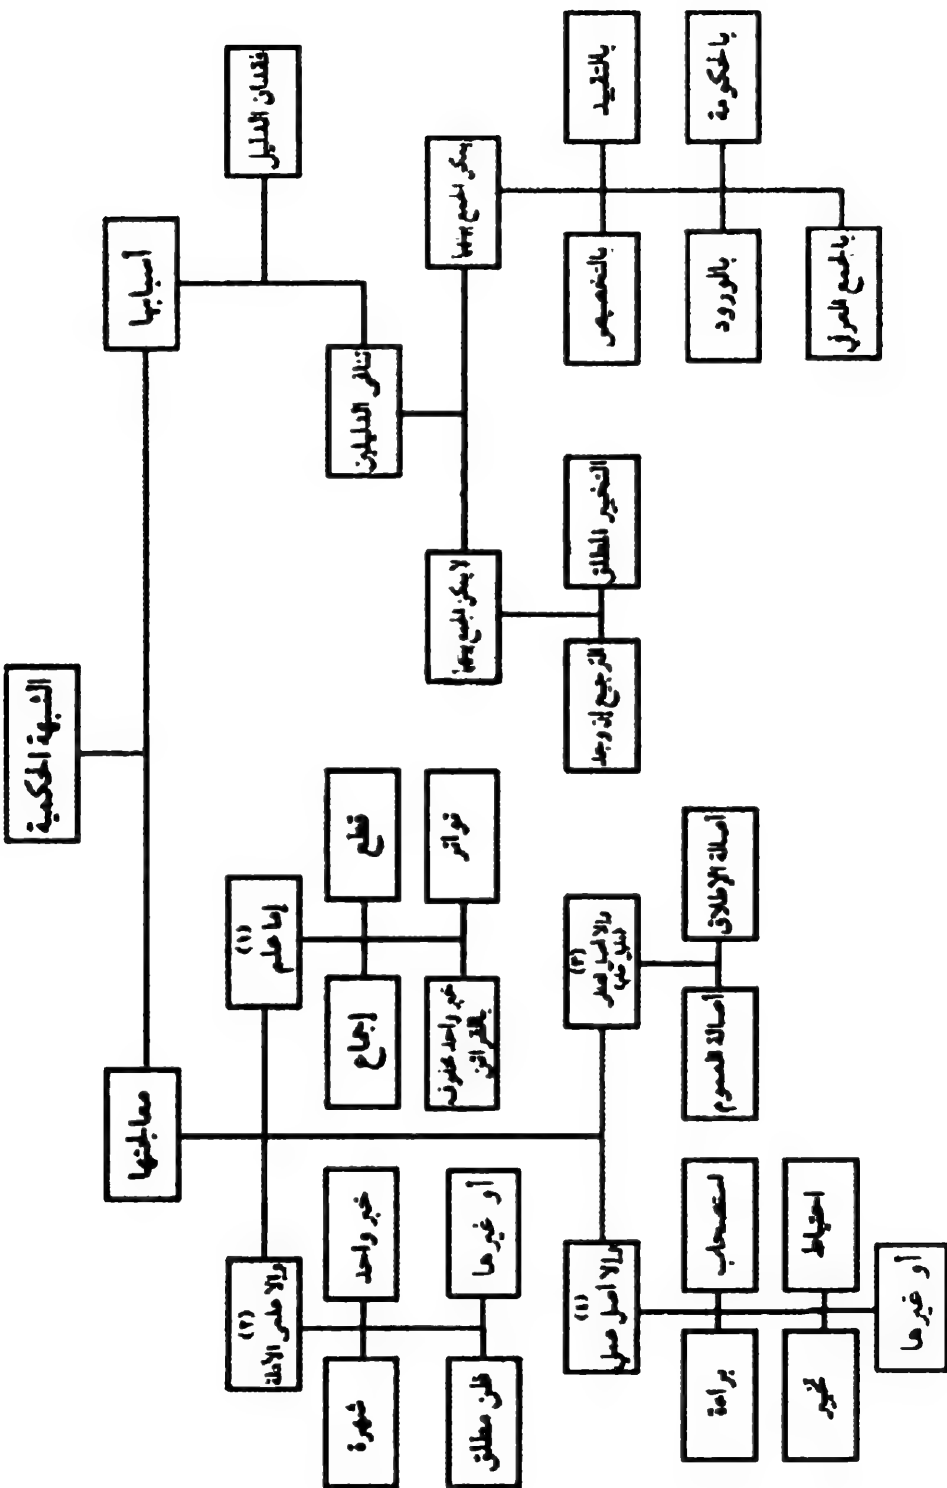 الشبهة الحكمية
أسبابها
فقدان الدليل
تنافي الدليلين
يمكن الجمع بينهما
بالتقييد
بالتخصيص
بالحكومة
بالورود
بالجمع العرفي
لا يمكن الجمع بينهما
التخيير المطلق
الترجيح إن وجد
معالجتها
(١)
إما علم
قطع
إجماع
تواتر
خبر واحد محفوف
بالقرائن
(٢)
وإلا علمي الأدلة
خبر واحد
شهرة
أو غيرها
ظن مطلق
(٣)
وإلا أصل لفظي
أصالة الإطلاق
أصالة العموم
(٤)
وإلا أصل عملي
استصحاب
براءة
احتياط
تخيير
أو غيرها